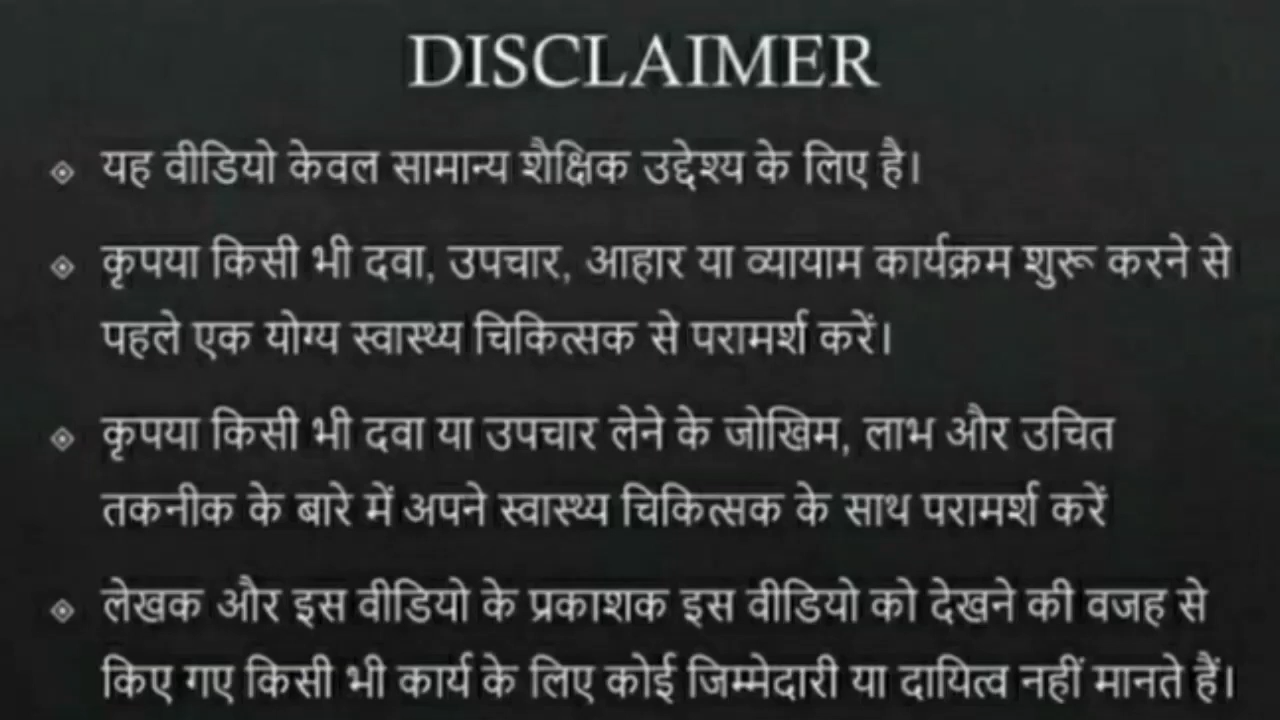 DISCLAIMER
यह वीडियो केवल सामान्य शैक्षिक उद्देश्य के लिए है।
कृपया किसी भी दवा, उपचार, आहार या व्यायाम कार्यक्रम शुरू करने से
पहले एक योग्य स्वास्थ्य चिकित्सक से परामर्श करें।
कृपया किसी भी दवा या उपचार लेने के जोखिम, लाभ और उचित
तकनीक के बारे में अपने स्वास्थ्य चिकित्सक के साथ परामर्श करें
लेखक और इस वीडियो के प्रकाशक इस वीडियो को देखने की वजह से
किए गए किसी भी कार्य के लिए कोई जिम्मेदारी या दायित्व नहीं मानते हैं।